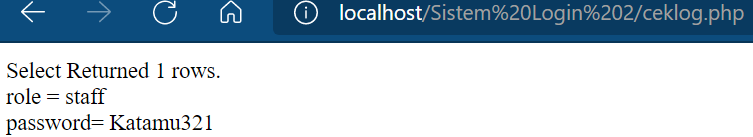 localhost/Sistem%20Login%202/ceklog.php
Select Returned 1 rows.
role = staff
password= Katamu321